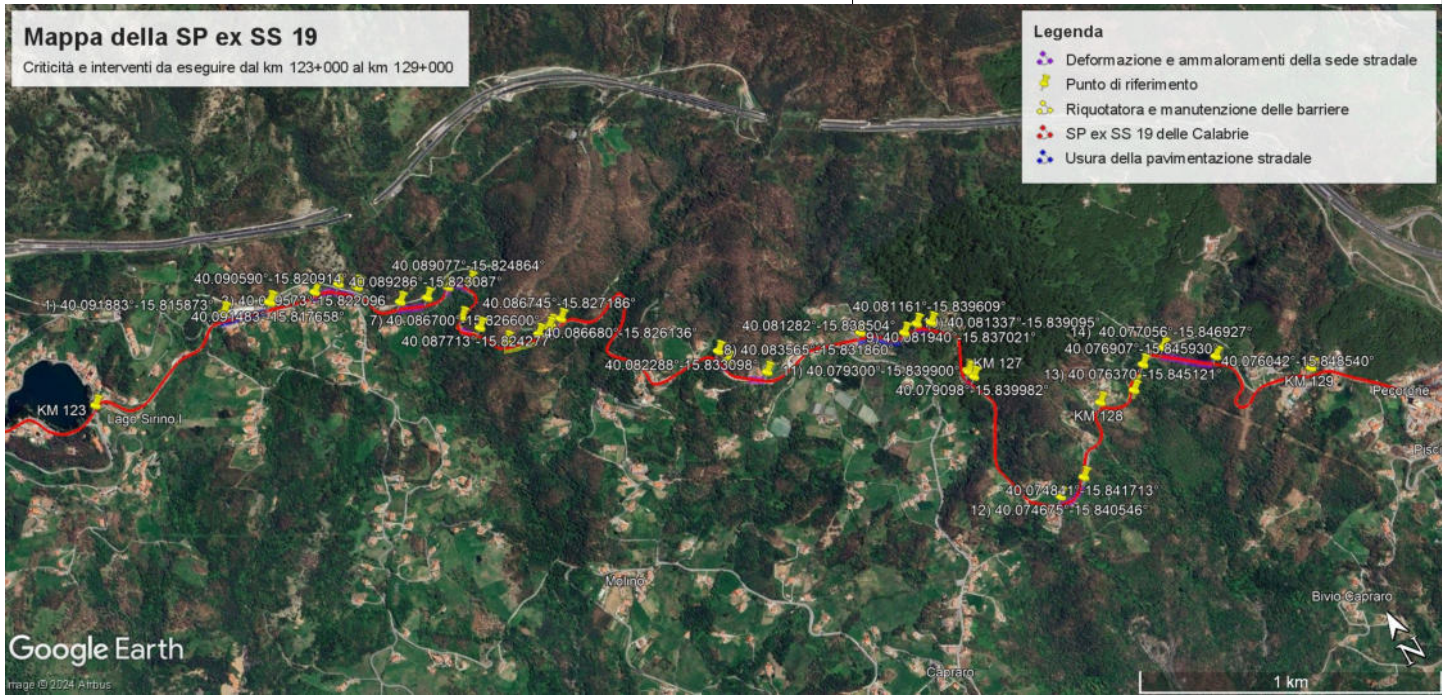 Mappa della SP ex SS 19
Criticità e interventi da eseguire dal km 123+000 al km 129+000
Legenda
Deformazione e ammaloramenti della sede stradale
Punto di riferimento
Riquotatora e manutenzione delle barriere
SP ex SS 19 delle Calabrie
Usura della pavimentazione stradale
40.089077°-15.824864°
40.090590°-15.820914°
40.089286°-15.823087°
1) 40.091883°-15.815873°
40.091483°-15.817658°
40.086745°-15.827186°
7) 40.086700°-15.826600°
40.086680°-15.826136°
40.087713°-15.824277°
40.081161°-15.839609°
40.081282°-15.838504°
40.081337°-15.839095°
9) 40.081940°-15.837021°
8) 40.083565°-15.831860°
40.082288°-15.833098°
11) 40.079300°-15.839900°
KM 127
40.079098°-15.839982°
14) 40.077056°-15.846927°
40.076907°-15.845930°
40.076042°-15.848540°
13) 40.076370°-15.845121°
KM 129
Pecorone
KM 123
Lago Sirino I
KM 128
Pisci
40.074811°-15.841713°
12) 40.074675°-15.840546°
Molino
Bivio Capraro
Capraro
N
Google Earth
Image © 2024 Airbus
1 km